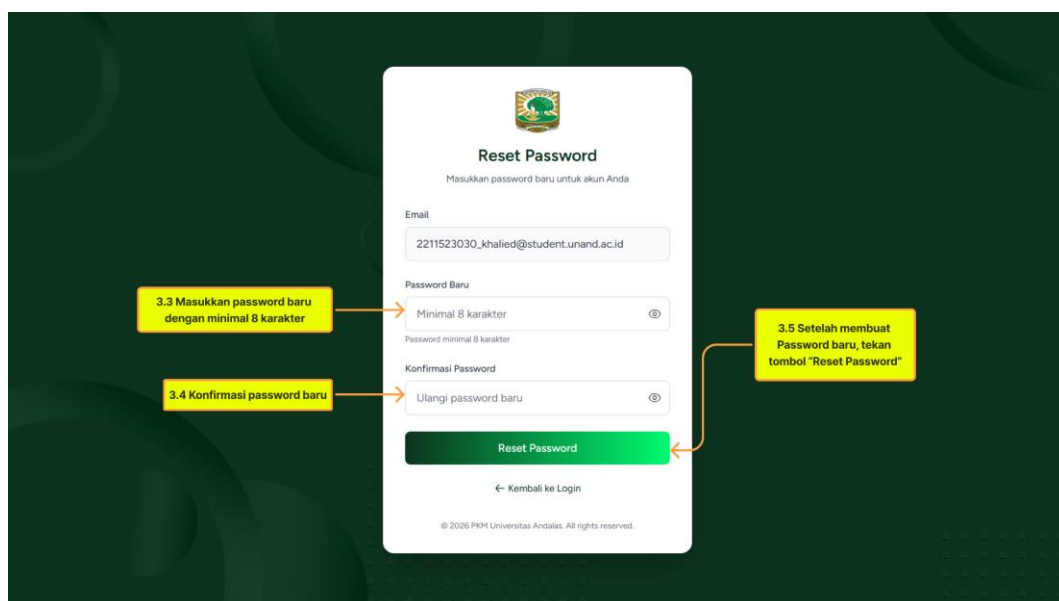 Reset Password
Masukkan password baru untuk akun Anda
Email
2211523030_khalied@student.unand.ac.id
Password Baru
3.3 Masukkan password baru
dengan minimal 8 karakter
Minimal 8 karakter
Password minimal 8 karakter
3.5 Setelah membuat
Password baru, tekan
tombol "Reset Password"
Konfirmasi Password
3.4 Konfirmasi password baru
Ulangi password baru
Reset Password
← Kembali ke Login
© 2026 PKM Universitas Andalas. All rights reserved.